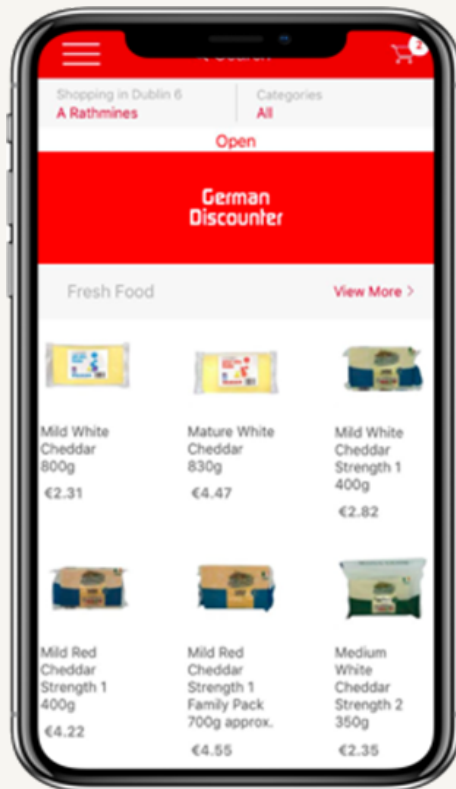 2
Shopping in Dublin 6
Categories
A Rathmines
All
Open
German
Discounter
Fresh Food
View More >
Mild White
Cheddar
800g
€2.31
Mature White
Cheddar
830g
€4.47
Mild White
Cheddar
Strength 1
400g
€2.82
Mild Red
Cheddar
Strength 1
400g
€4.22
Mild Red
Cheddar
Strength 1
Family Pack
700g approx.
€4.55
Medium
White
Cheddar
Strength 2
350g
€2.35